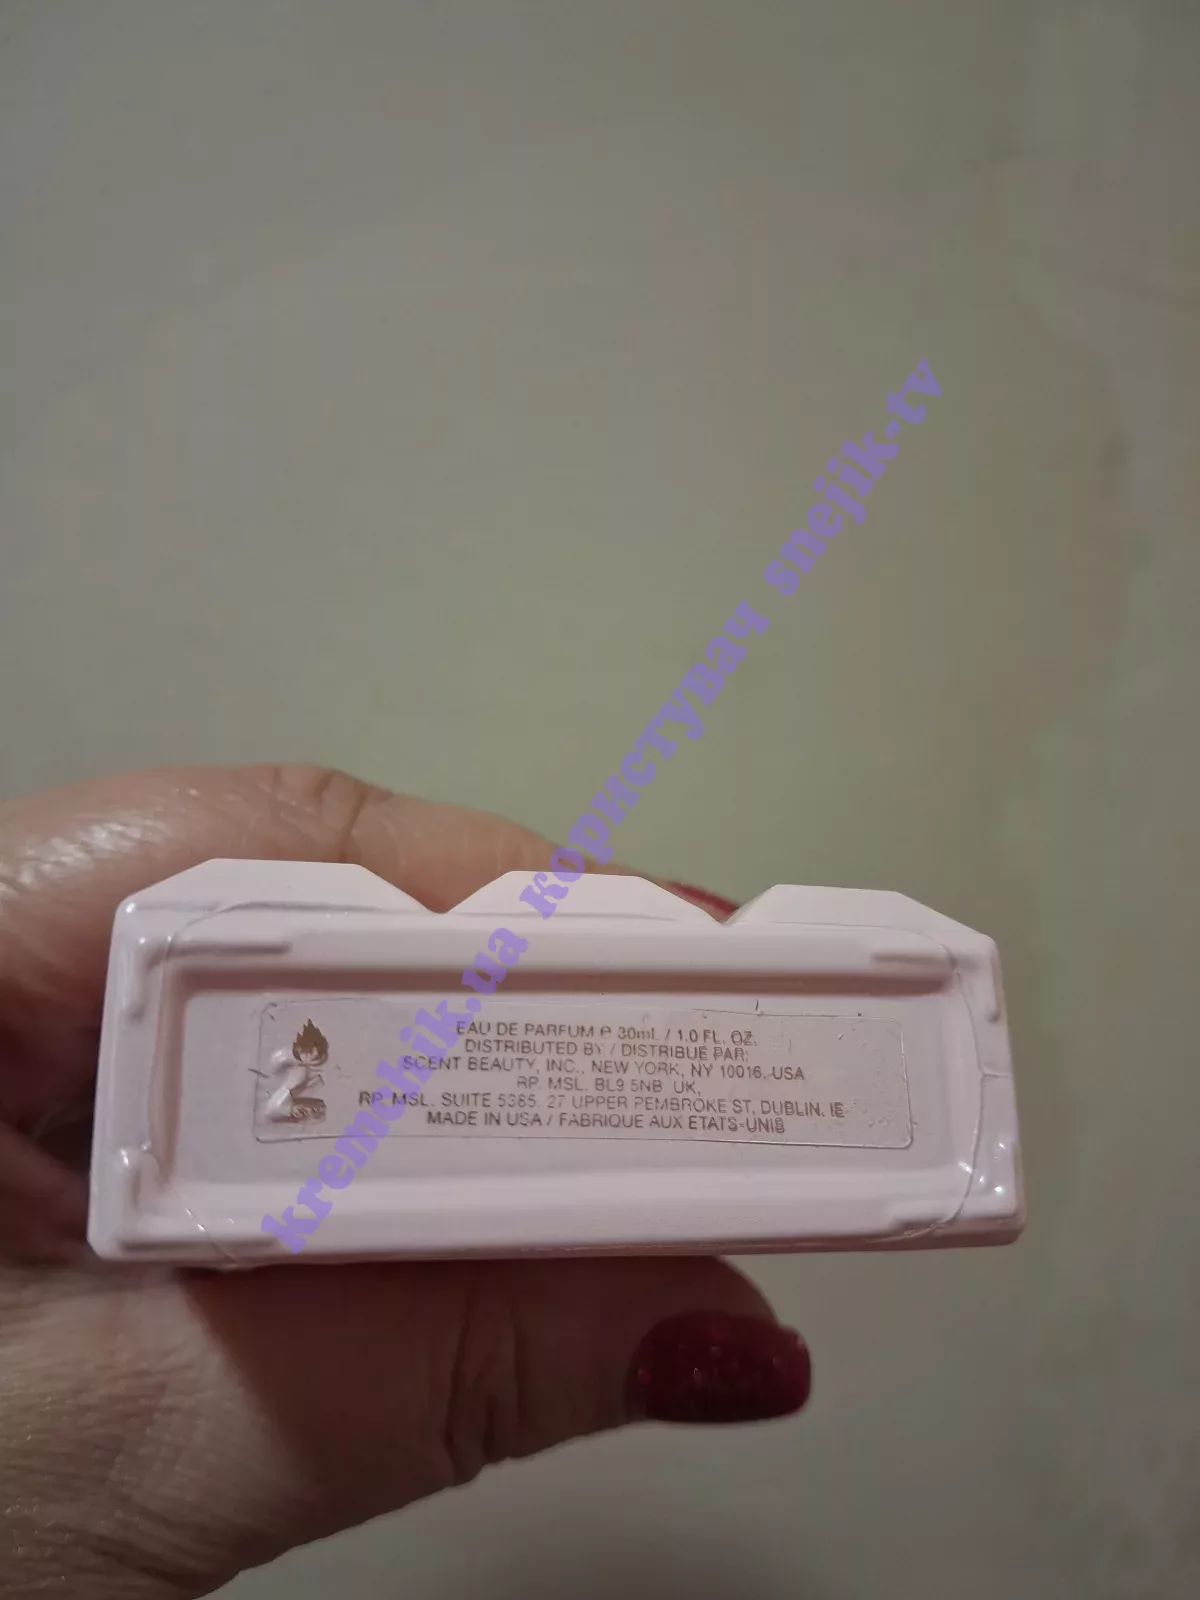 EAU DE PARFUM ℮ 30mL / 1.0 FL. OZ.
DISTRIBUTED BY / DISTRIBUÉ PAR:
SCENT BEAUTY, INC., NEW YORK, NY 10016, USA
RP. MSL. BL9 5NB. UK,
RP. MSL. SUITE 5385. 27 UPPER PEMBROKE ST, DUBLIN, IE
MADE IN USA / FABRIQUÉ AUX ÉTATS-UNIS
kremchik.ua користувач snejik-tv